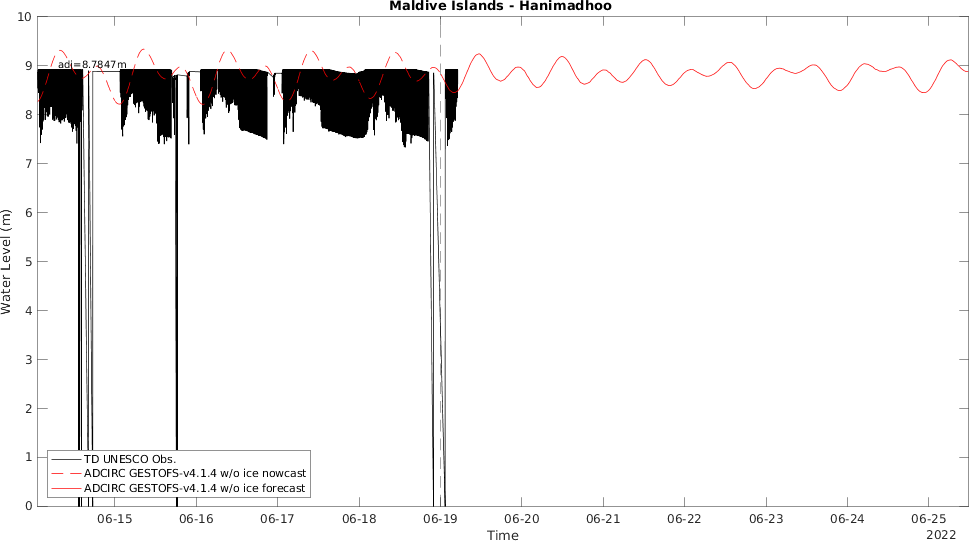 Maldive Islands - Hanimadhoo
10
9
8
7
6
5
4
3
2
1
0
Water Level (m)
adj=8.7847m
TD UNESCO Obs.
ADCIRC GESTOFS-v4.1.4 w/o ice nowcast
ADCIRC GESTOFS-v4.1.4 w/o ice forecast
06-15 06-16 06-17 06-18 06-19 06-20 06-21 06-22 06-23 06-24 06-25
Time
2022